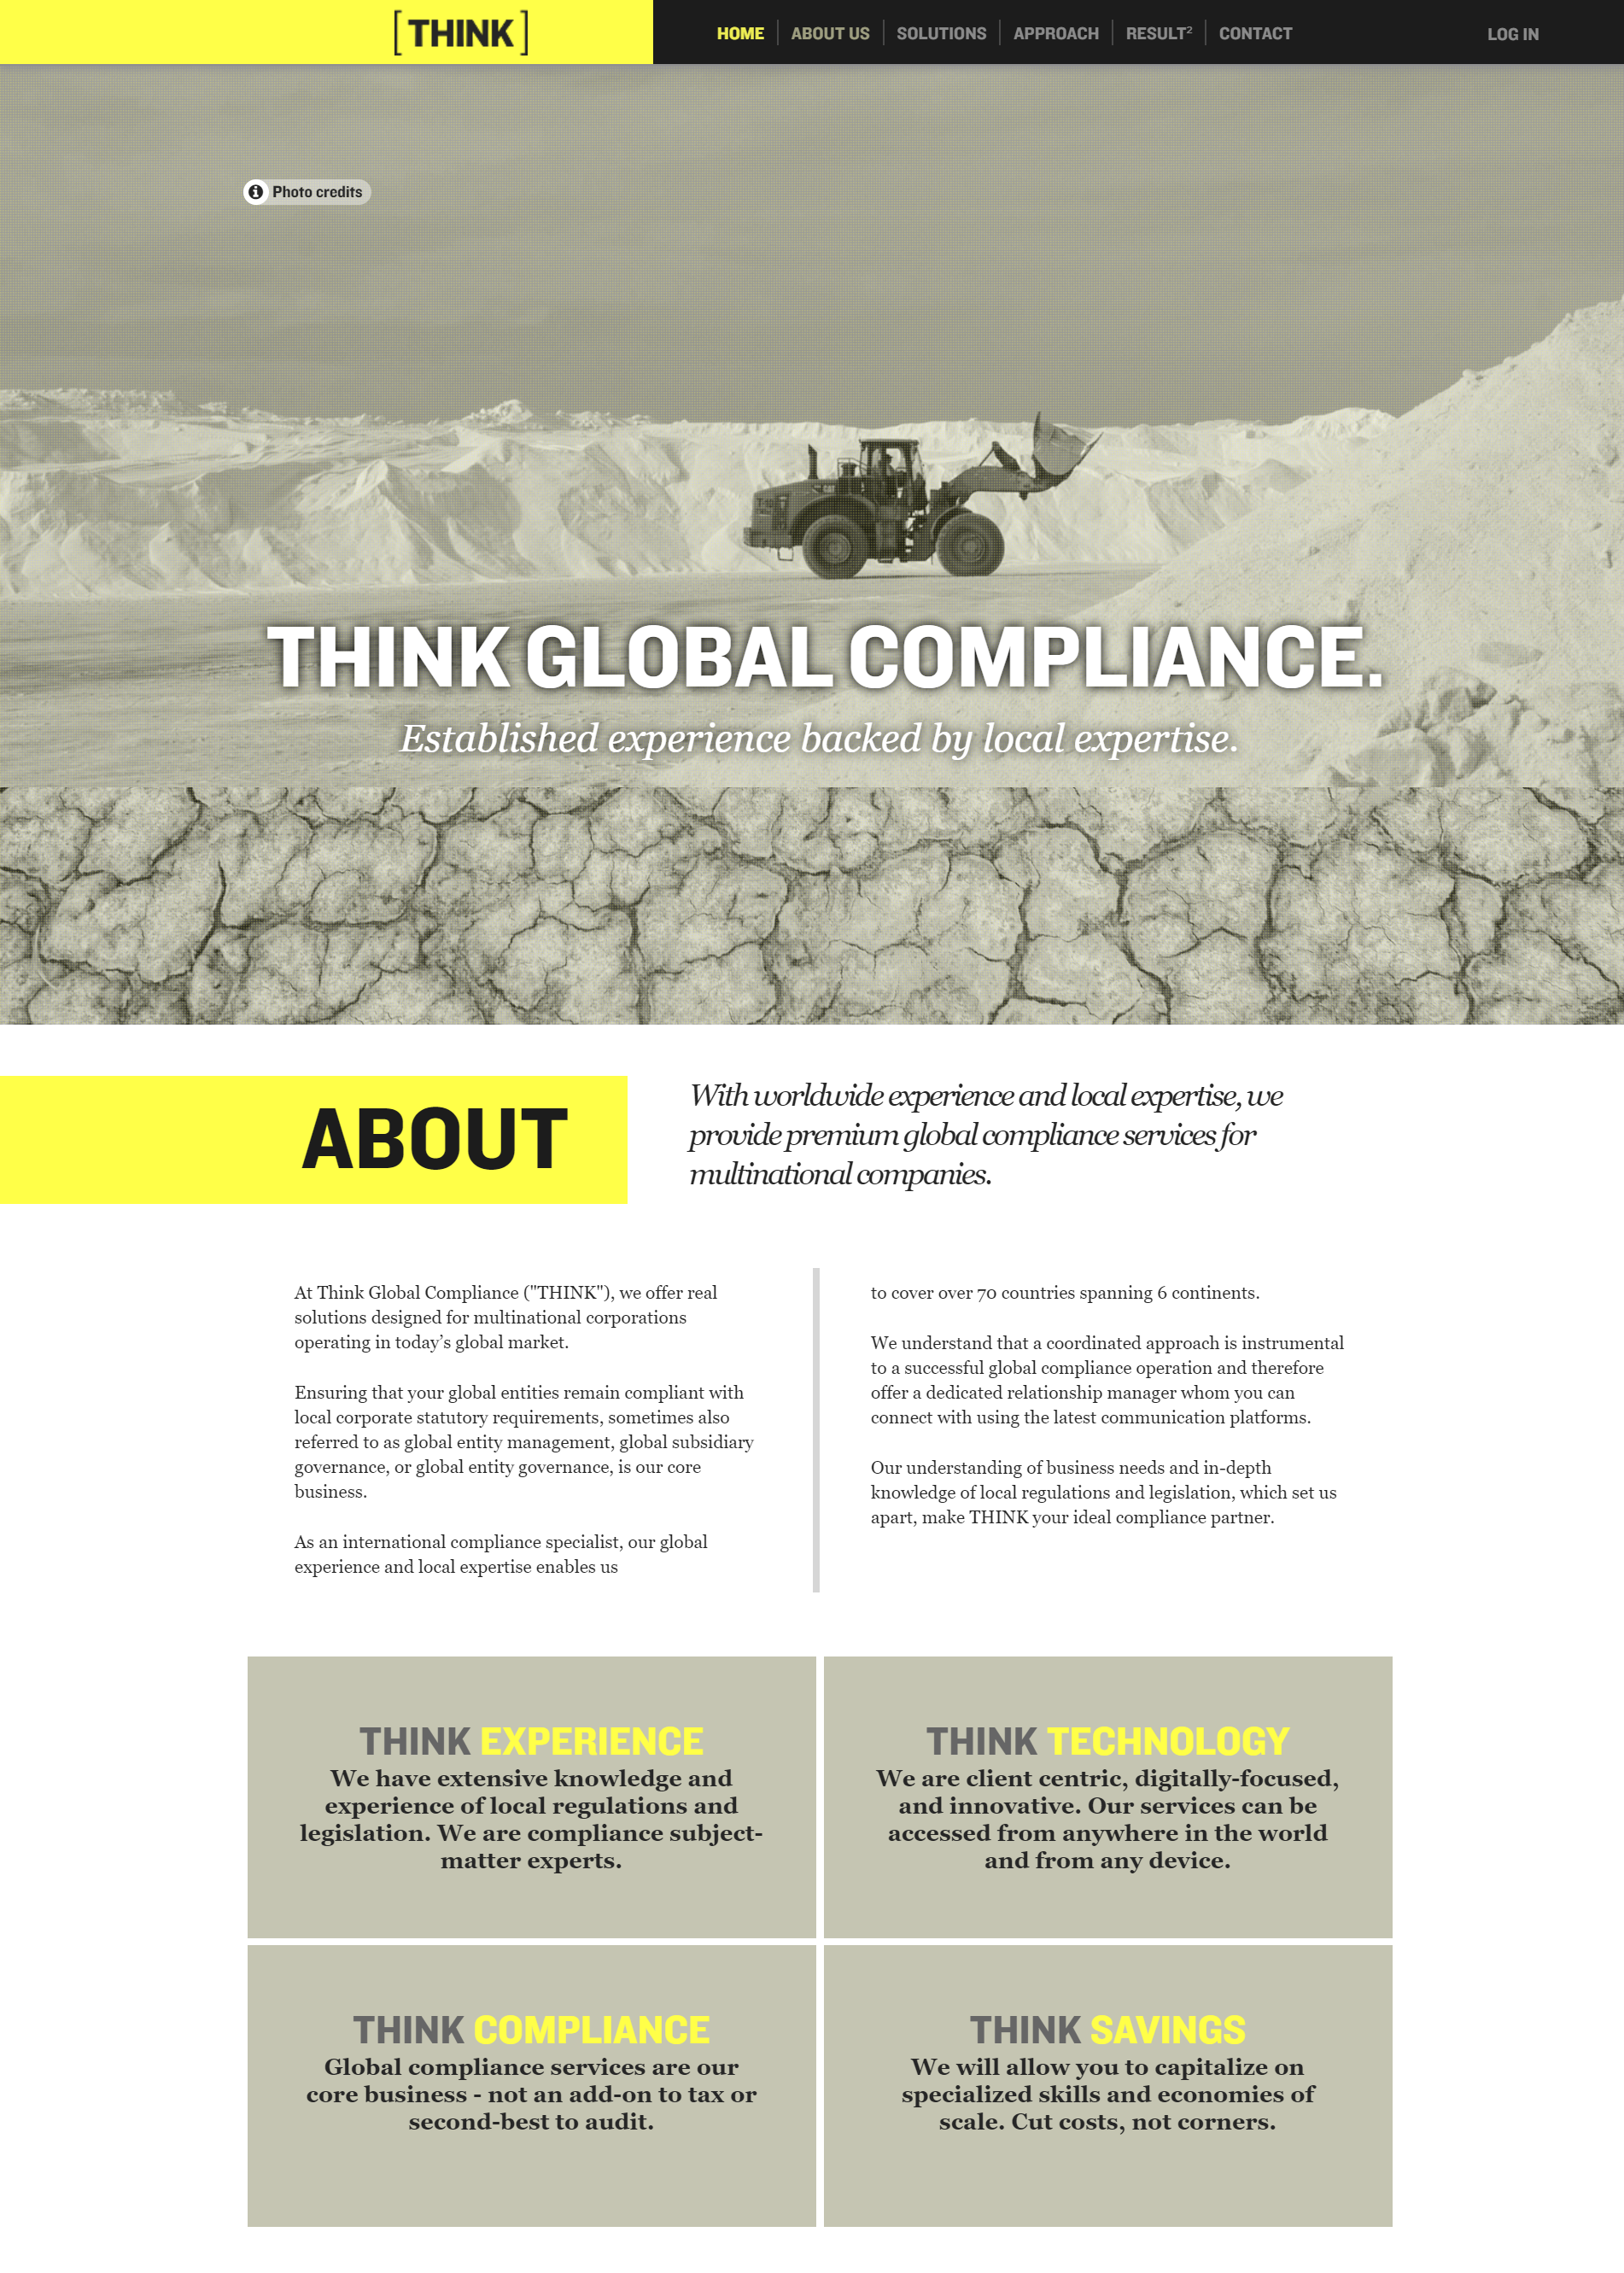 [THINK]
HOME
ABOUT US
SOLUTIONS
APPROACH
RESULT²
CONTACT
LOG IN
Photo credits
THINK GLOBAL COMPLIANCE.
Established experience backed by local expertise.
ABOUT
With worldwide experience and local expertise, we
provide premium global compliance services for
multinational companies.
At Think Global Compliance ("THINK"), we offer real
solutions designed for multinational corporations
operating in today’s global market.
Ensuring that your global entities remain compliant with
local corporate statutory requirements, sometimes also
referred to as global entity management, global subsidiary
governance, or global entity governance, is our core
business.
As an international compliance specialist, our global
experience and local expertise enables us
to cover over 70 countries spanning 6 continents.
We understand that a coordinated approach is instrumental
to a successful global compliance operation and therefore
offer a dedicated relationship manager whom you can
connect with using the latest communication platforms.
Our understanding of business needs and in-depth
knowledge of local regulations and legislation, which set us
apart, make THINK your ideal compliance partner.
THINK EXPERIENCE
We have extensive knowledge and
experience of local regulations and
legislation. We are compliance subject-
matter experts.
THINK TECHNOLOGY
We are client centric, digitally-focused,
and innovative. Our services can be
accessed from anywhere in the world
and from any device.
THINK COMPLIANCE
Global compliance services are our
core business - not an add-on to tax or
second-best to audit.
THINK SAVINGS
We will allow you to capitalize on
specialized skills and economies of
scale. Cut costs, not corners.